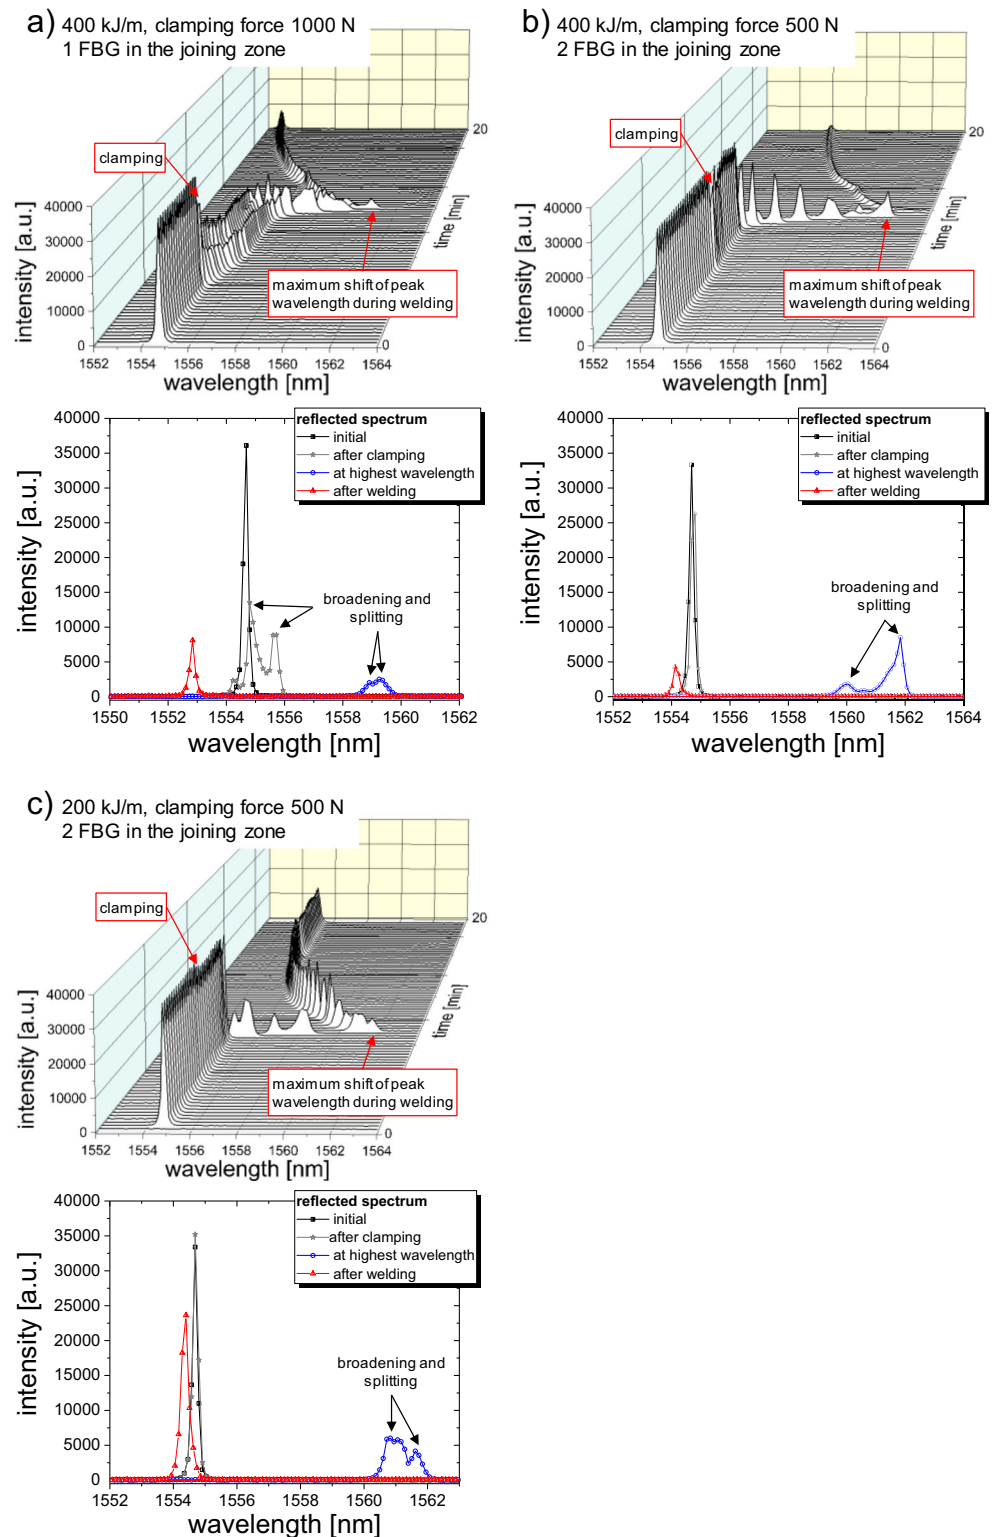 a) 400 kJ/m, clamping force 1000 N
1 FBG in the joining zone
clamping
intensity [a.u.]
40000
30000
20000
10000
0
1552
1554
1556
1558
1560
1562
1564
wavelength [nm]
0
time [min]
20
maximum shift of peak
wavelength during welding
intensity [a.u.]
40000
35000
30000
25000
20000
15000
10000
5000
0
reflected spectrum
initial
after clamping
at highest wavelength
after welding
broadening and
splitting
1550
1552
1554
1556
1558
1560
1562
wavelength [nm]
b) 400 kJ/m, clamping force 500 N
2 FBG in the joining zone
clamping
intensity [a.u.]
40000
30000
20000
10000
0
1552
1554
1556
1558
1560
1562
1564
wavelength [nm]
0
time [min]
20
maximum shift of peak
wavelength during welding
intensity [a.u.]
40000
35000
30000
25000
20000
15000
10000
5000
0
reflected spectrum
initial
after clamping
at highest wavelength
after welding
broadening and
splitting
1552
1554
1556
1558
1560
1562
1564
wavelength [nm]
c) 200 kJ/m, clamping force 500 N
2 FBG in the joining zone
clamping
intensity [a.u.]
40000
30000
20000
10000
0
1552
1554
1556
1558
1560
1562
1564
wavelength [nm]
0
time [min]
20
maximum shift of peak
wavelength during welding
intensity [a.u.]
40000
35000
30000
25000
20000
15000
10000
5000
0
reflected spectrum
initial
after clamping
at highest wavelength
after welding
broadening and
splitting
1552
1554
1556
1558
1560
1562
wavelength [nm]